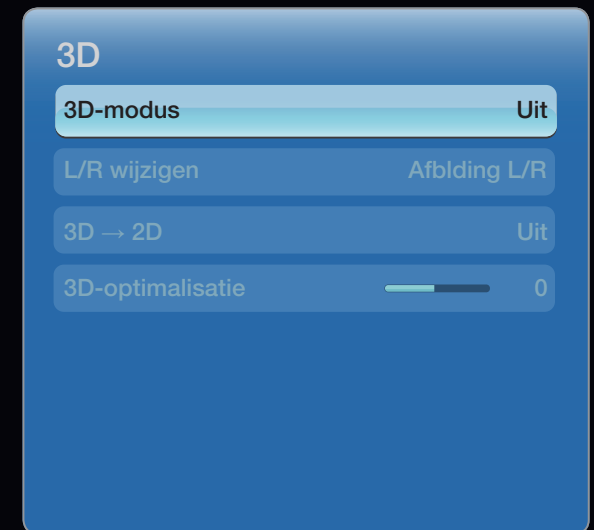 3D
3D-modus Uit
L/R wijzigen Afblding L/R
3D → 2D Uit
3D-optimalisatie 0